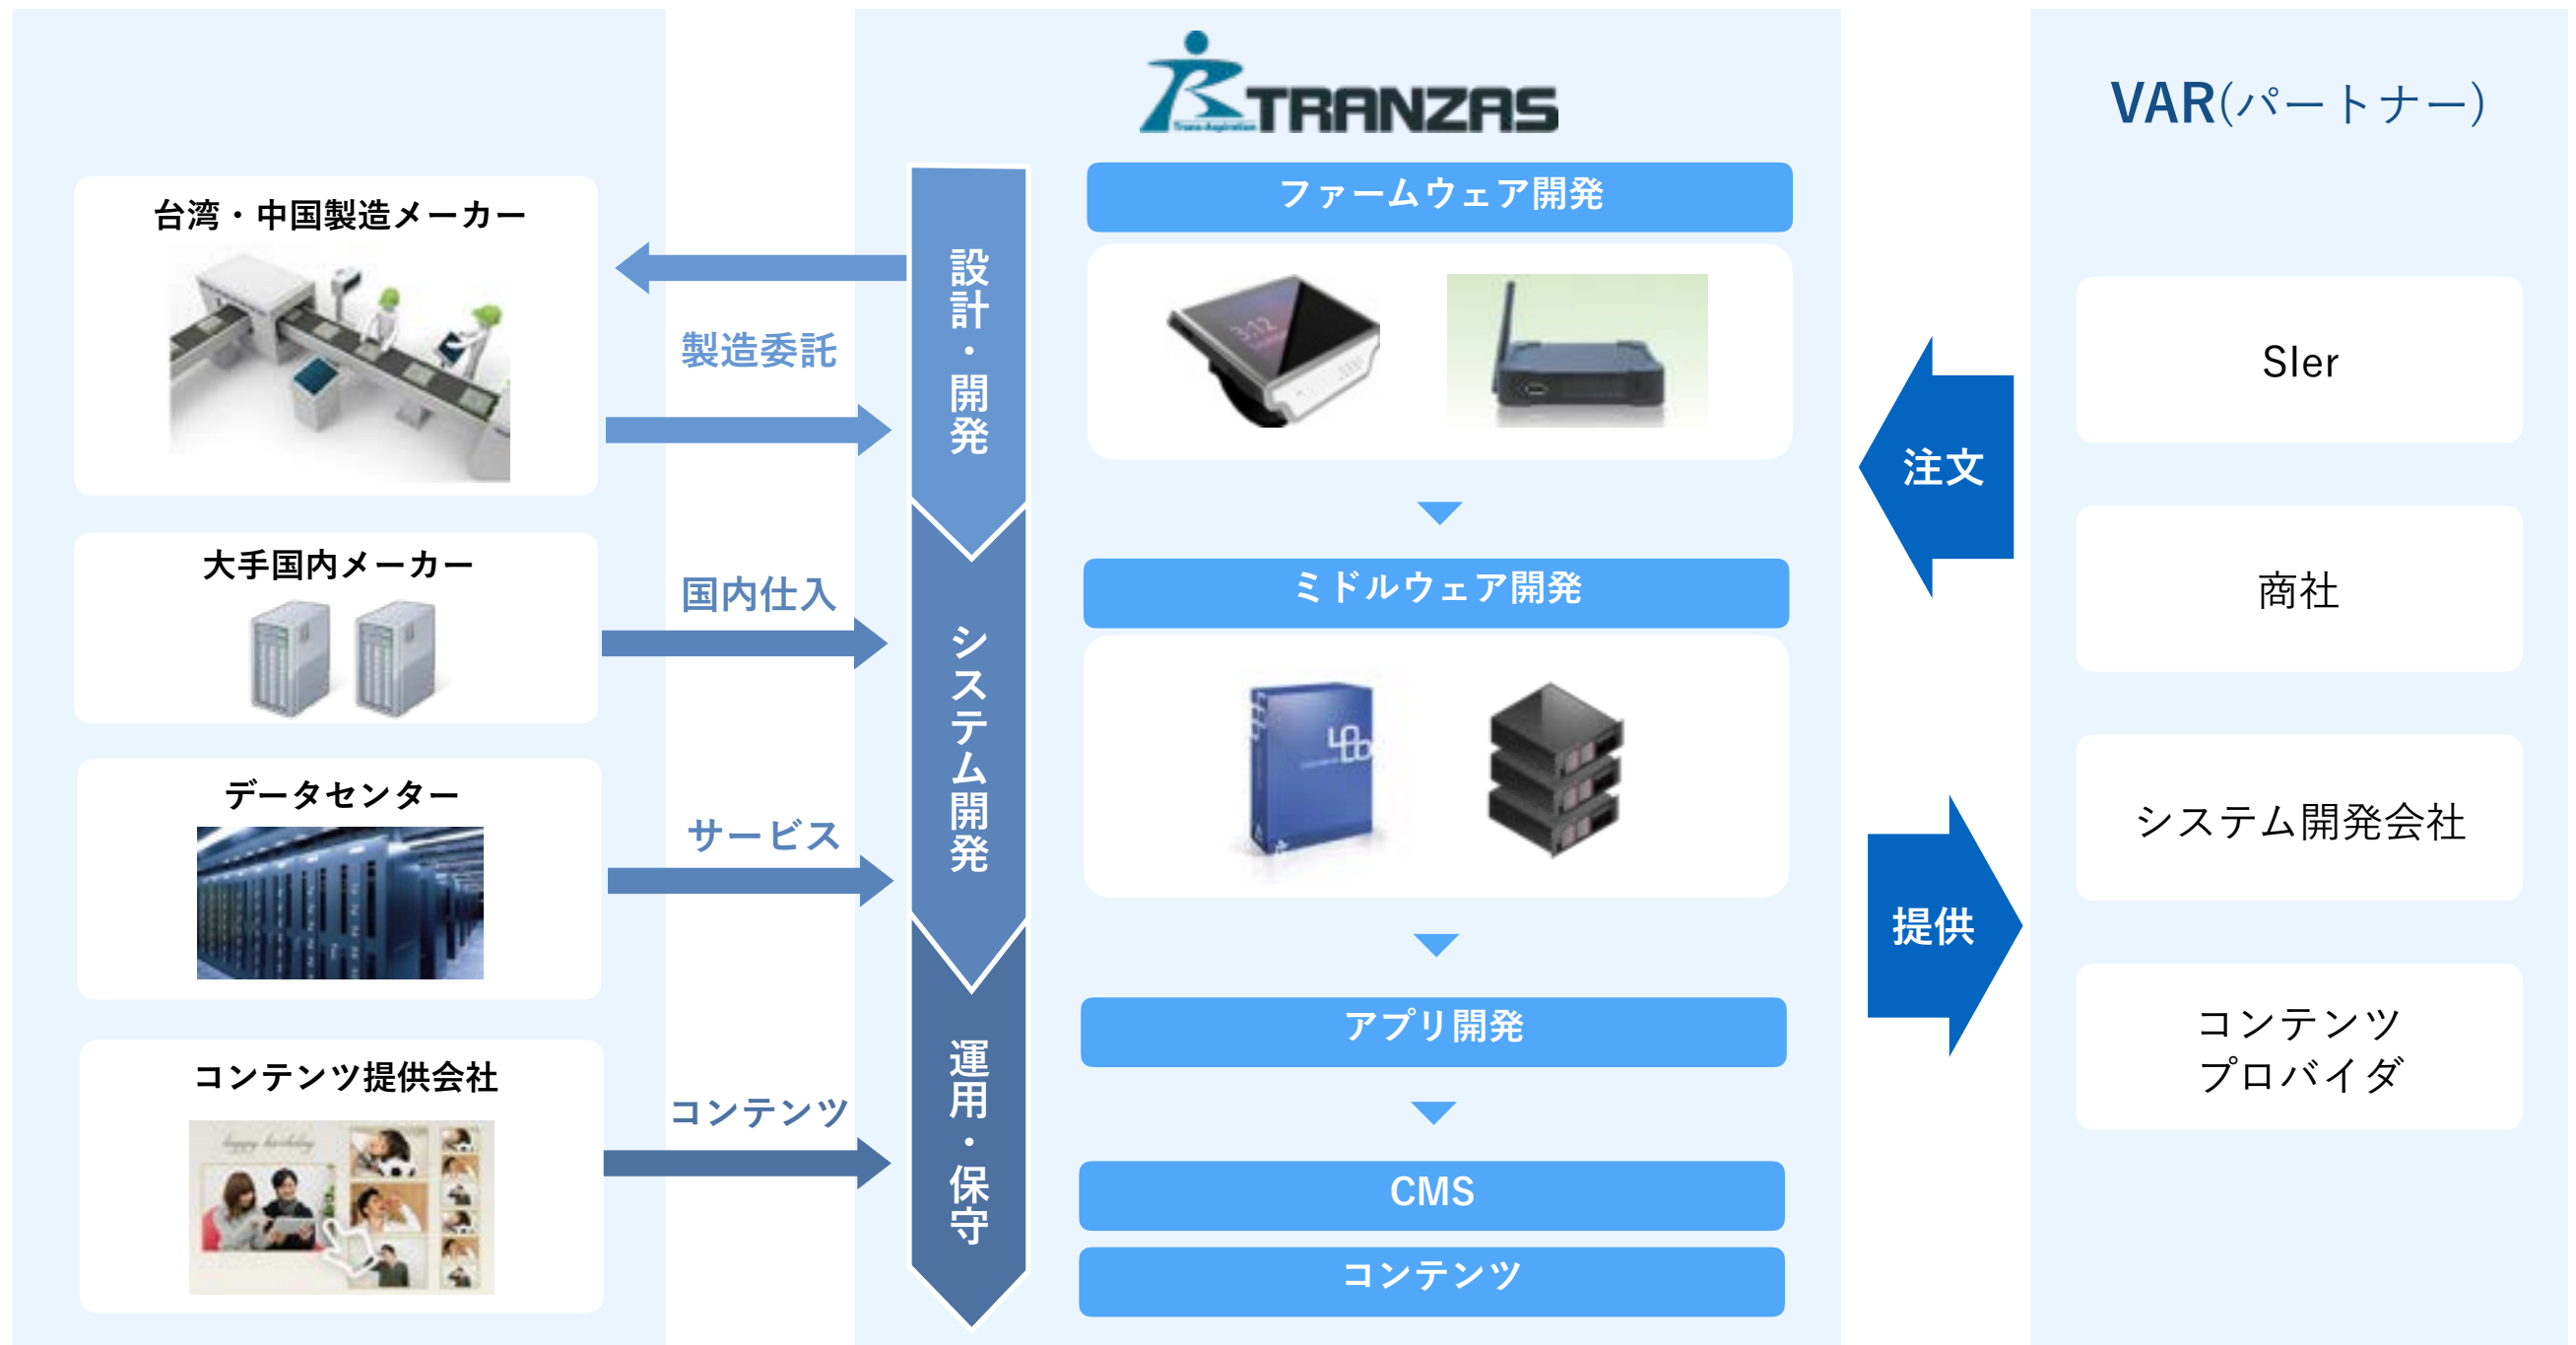 台湾・中国製造メーカー
大手国内メーカー
データセンター
コンテンツ提供会社
happy birthday
製造委託
国内仕入
サービス
コンテンツ
TRANZAS
Trans-Aspiration
設計・開発
システム開発
運用・保守
ファームウェア開発
3:12
ミドルウェア開発
アプリ開発
CMS
コンテンツ
注文
提供
VAR(パートナー)
SIer
商社
システム開発会社
コンテンツ
プロバイダ